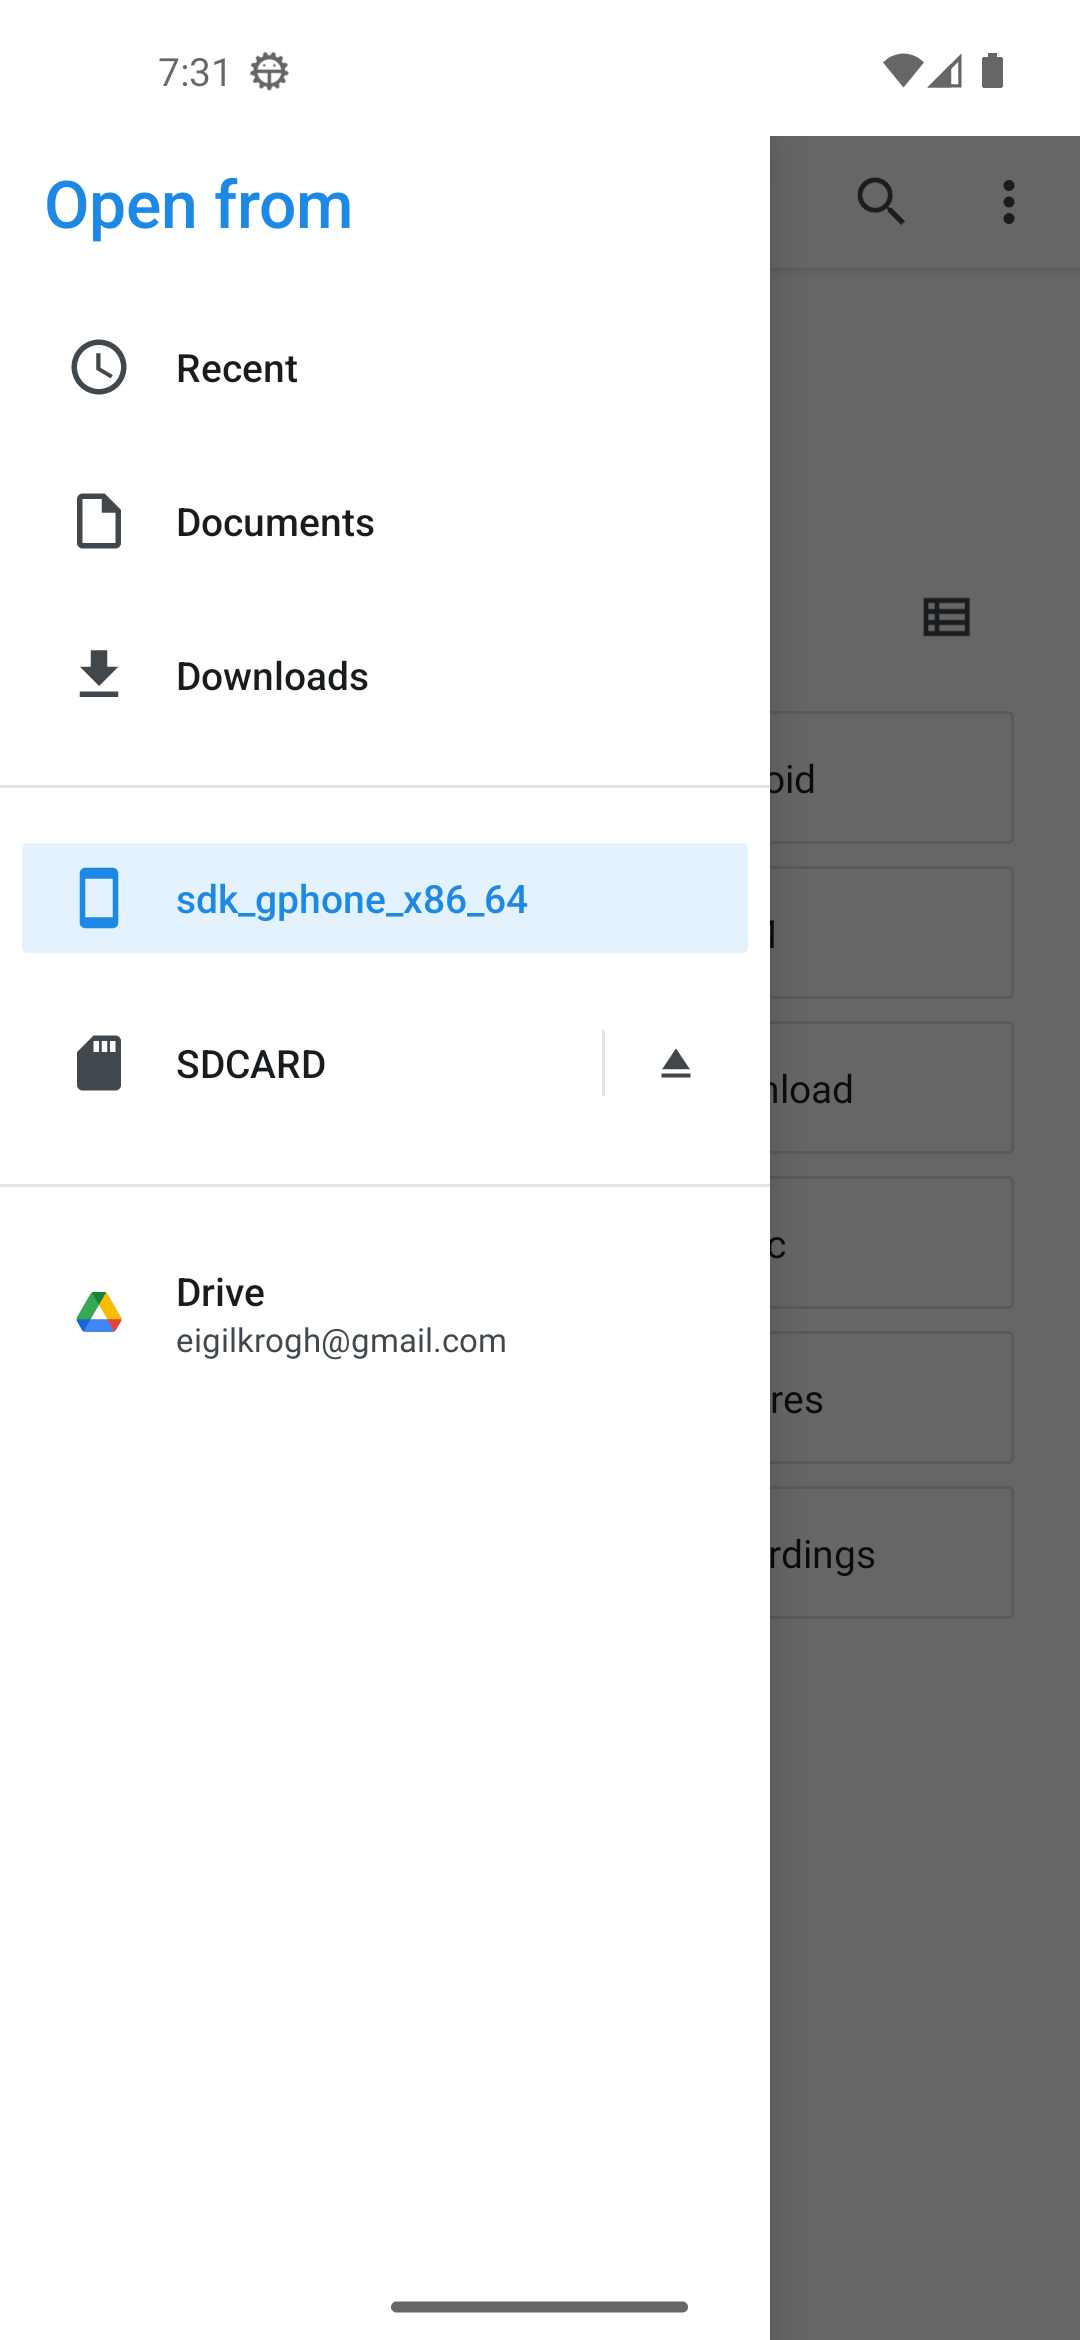 7:31
Open from
Recent
Documents
Downloads
sdk_gphone_x86_64
SDCARD
Drive
eigilkrogh@gmail.com
oid
nload
c
res
rdings